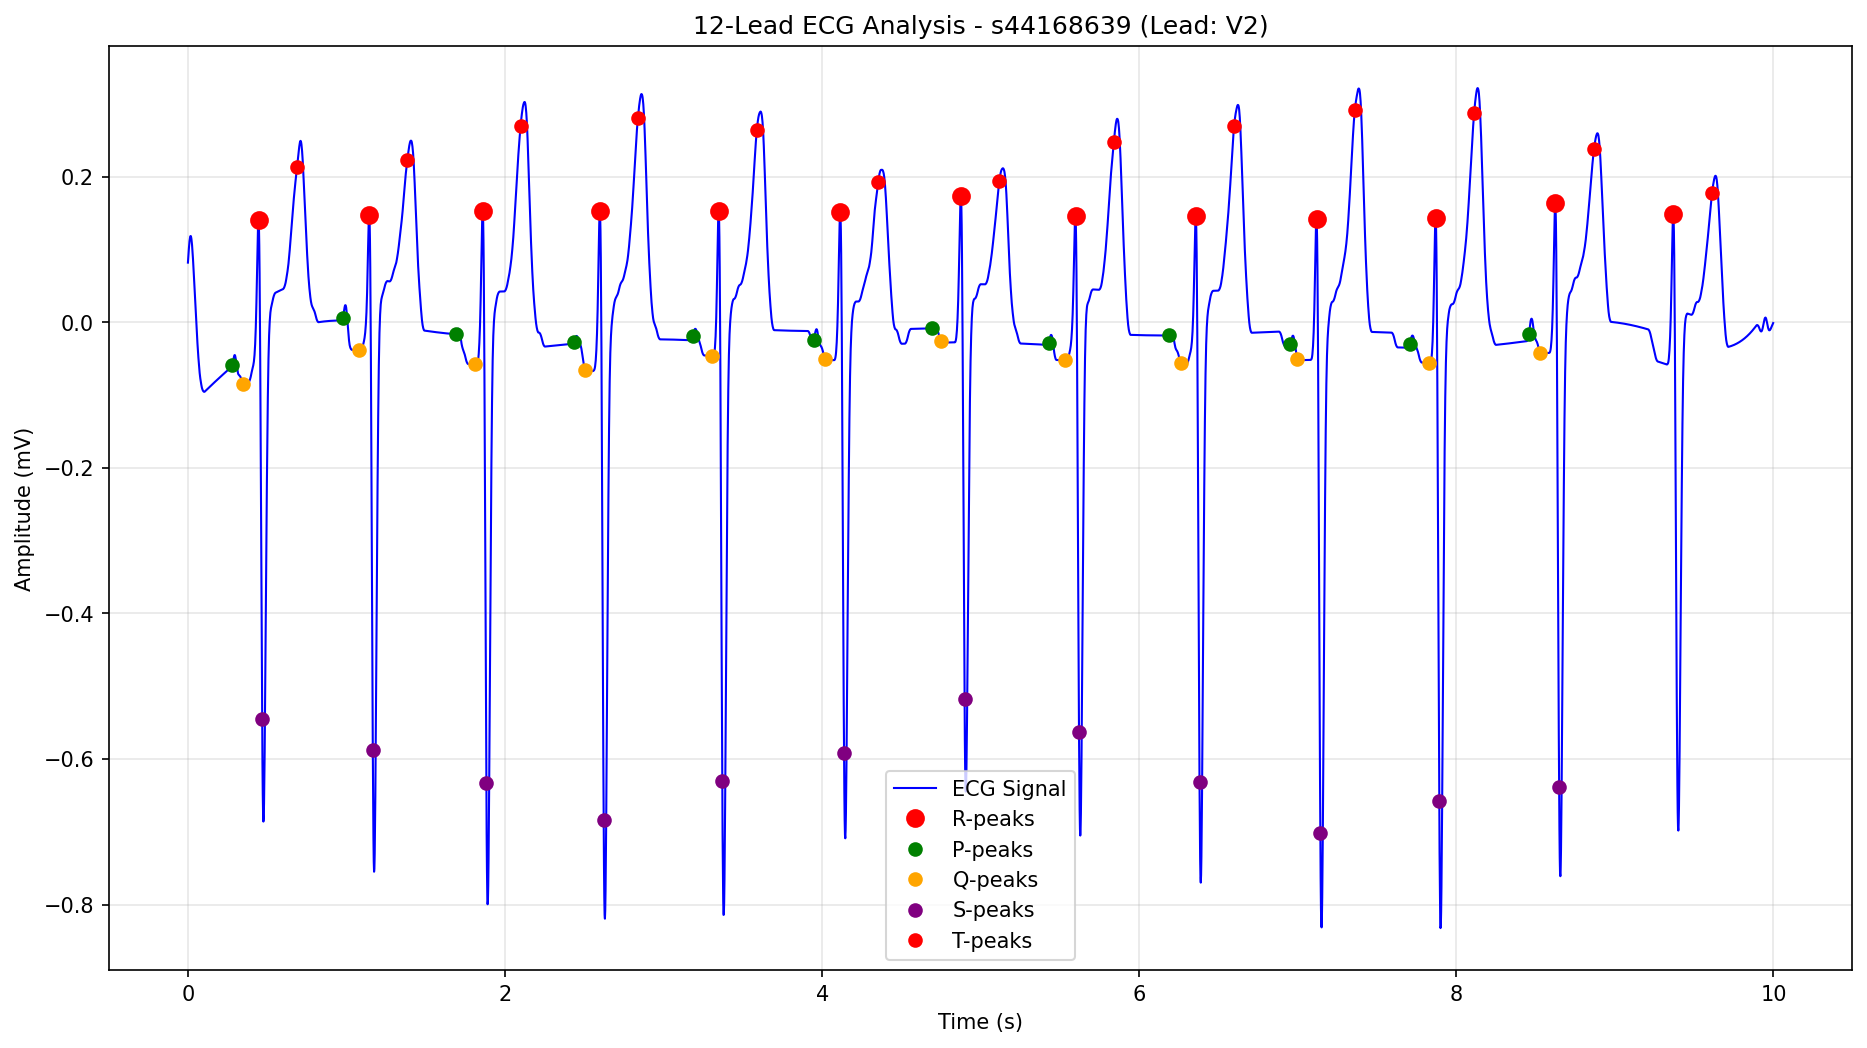 12-Lead ECG Analysis - s44168639 (Lead: V2)
Amplitude (mV)
0.2
0.0
−0.2
−0.4
−0.6
−0.8
ECG Signal
R-peaks
P-peaks
Q-peaks
S-peaks
T-peaks
0 2 4 6 8 10
Time (s)